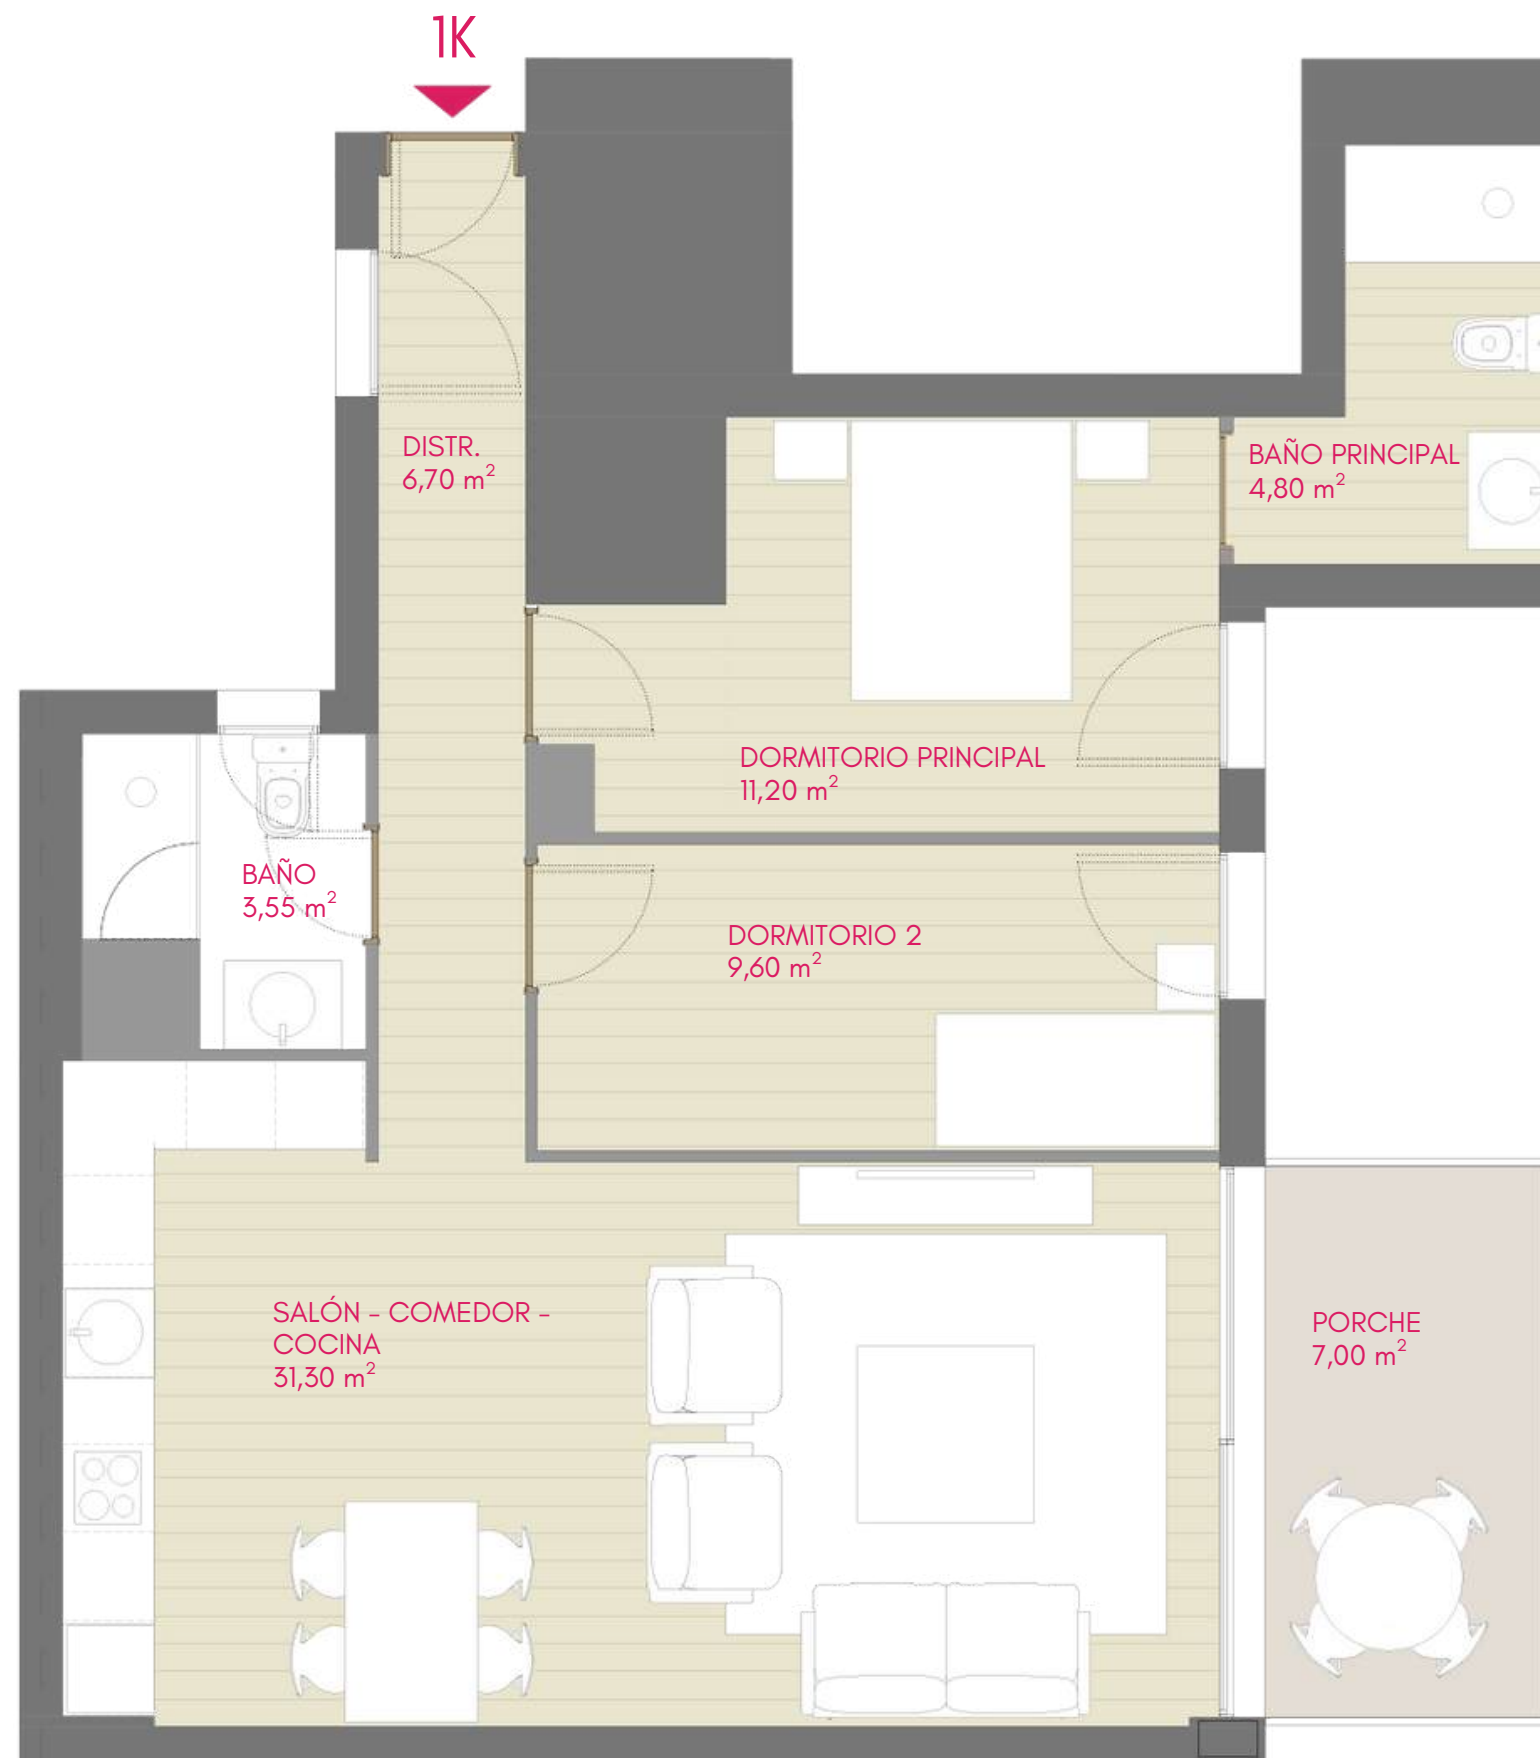 1K
DISTR.
6,70 m²
BAÑO PRINCIPAL
4,80 m²
DORMITORIO PRINCIPAL
11,20 m²
BAÑO
3,55 m²
DORMITORIO 2
9,60 m²
SALÓN - COMEDOR -
COCINA
31,30 m²
PORCHE
7,00 m²